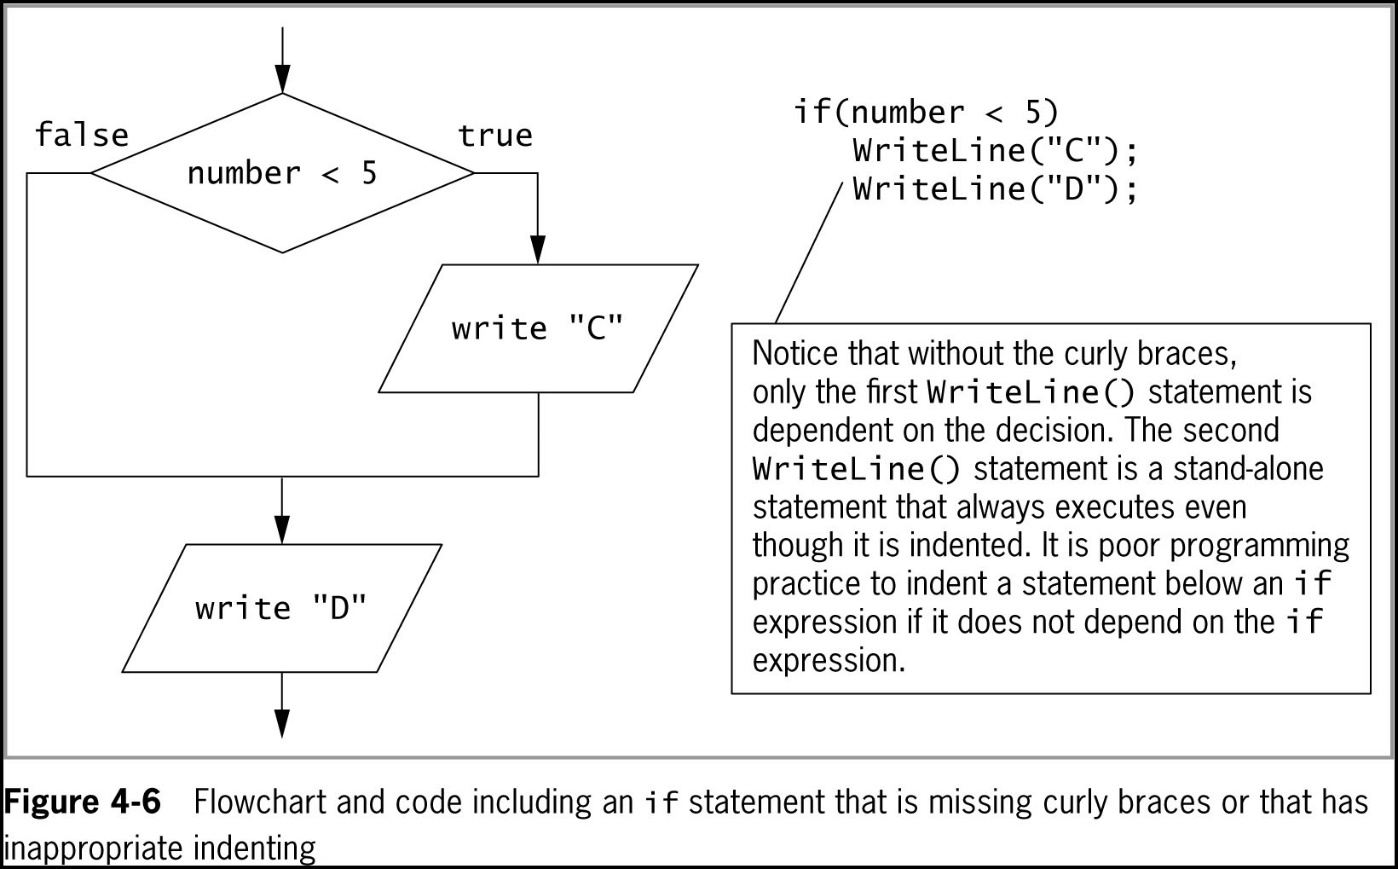 false
true
number < 5
write "C"
write "D"
if(number < 5)
WriteLine("C");
WriteLine("D");
Notice that without the curly braces,
only the first WriteLine() statement is
dependent on the decision. The second
WriteLine() statement is a stand-alone
statement that always executes even
though it is indented. It is poor programming
practice to indent a statement below an if
expression if it does not depend on the if
expression.
Figure 4-6 Flowchart and code including an if statement that is missing curly braces or that has
inappropriate indenting